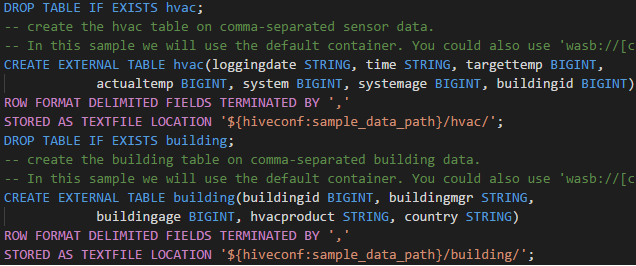 DROP TABLE IF EXISTS hvac;
-- create the hvac table on comma-separated sensor data.
-- In this sample we will use the default container. You could also use 'wasb://[c
CREATE EXTERNAL TABLE hvac(loggingdate STRING, time STRING, targettemp BIGINT,
actualtemp BIGINT, system BIGINT, systemage BIGINT, buildingid BIGINT)
ROW FORMAT DELIMITED FIELDS TERMINATED BY ','
STORED AS TEXTFILE LOCATION '${hiveconf:sample_data_path}/hvac/';
DROP TABLE IF EXISTS building;
-- create the building table on comma-separated building data.
-- In this sample we will use the default container. You could also use 'wasb://[c
CREATE EXTERNAL TABLE building(buildingid BIGINT, buildingmgr STRING,
buildingage BIGINT, hvacproduct STRING, country STRING)
ROW FORMAT DELIMITED FIELDS TERMINATED BY ','
STORED AS TEXTFILE LOCATION '${hiveconf:sample_data_path}/building/';